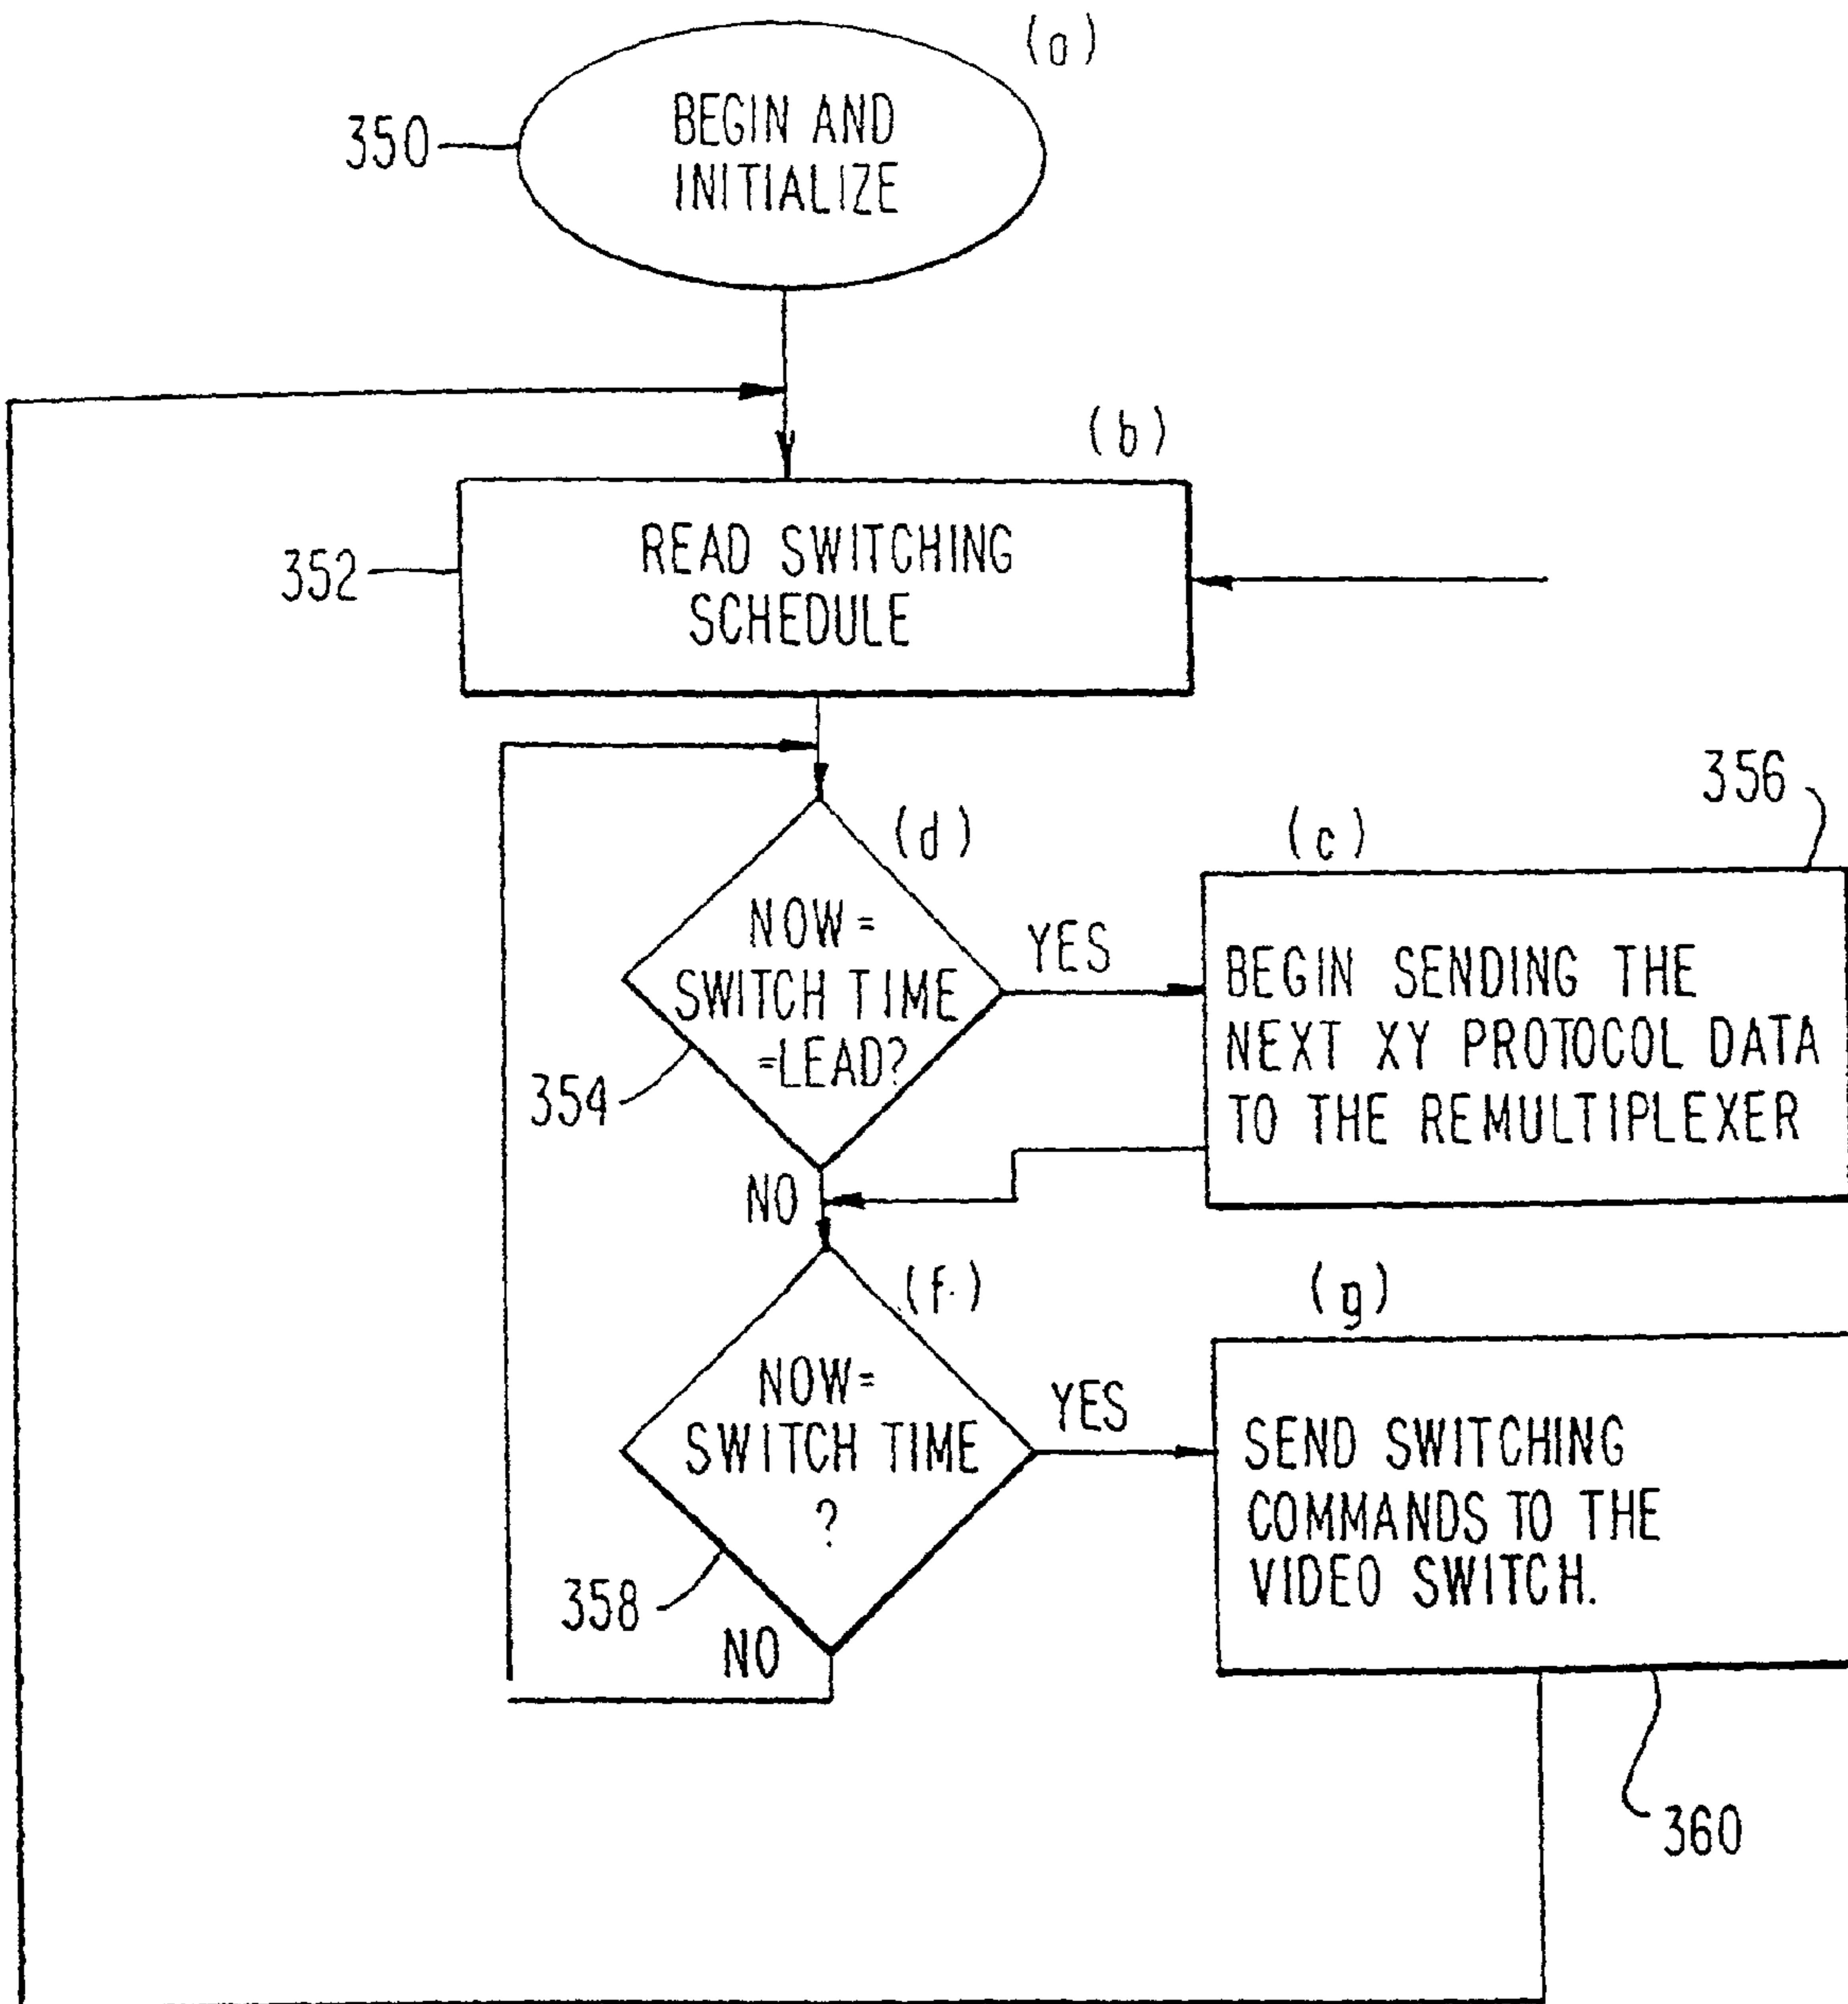 (a)
350
BEGIN AND
INITIALIZE
(b)
352
READ SWITCHING
SCHEDULE
356
(d)
(c)
NOW=
SWITCH TIME
=LEAD?
354
YES
NO
BEGIN SENDING THE
NEXT XY PROTOCOL DATA
TO THE REMULTIPLEXER
(f)
(g)
NOW=
SWITCH TIME
?
358
YES
NO
SEND SWITCHING
COMMANDS TO THE
VIDEO SWITCH.
360